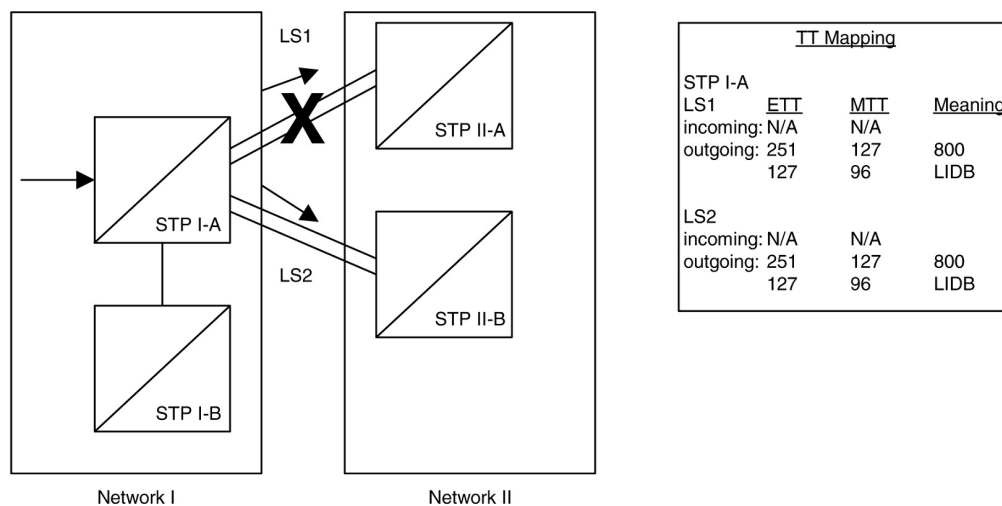 LS1
STP II-A
STP I-A
LS2
STP II-B
STP I-B
Network I
Network II
TT Mapping
STP I-A
LS1 ETT MTT Meaning
incoming: N/A N/A
outgoing: 251 127 800
127 96 LIDB
LS2
incoming: N/A N/A
outgoing: 251 127 800
127 96 LIDB